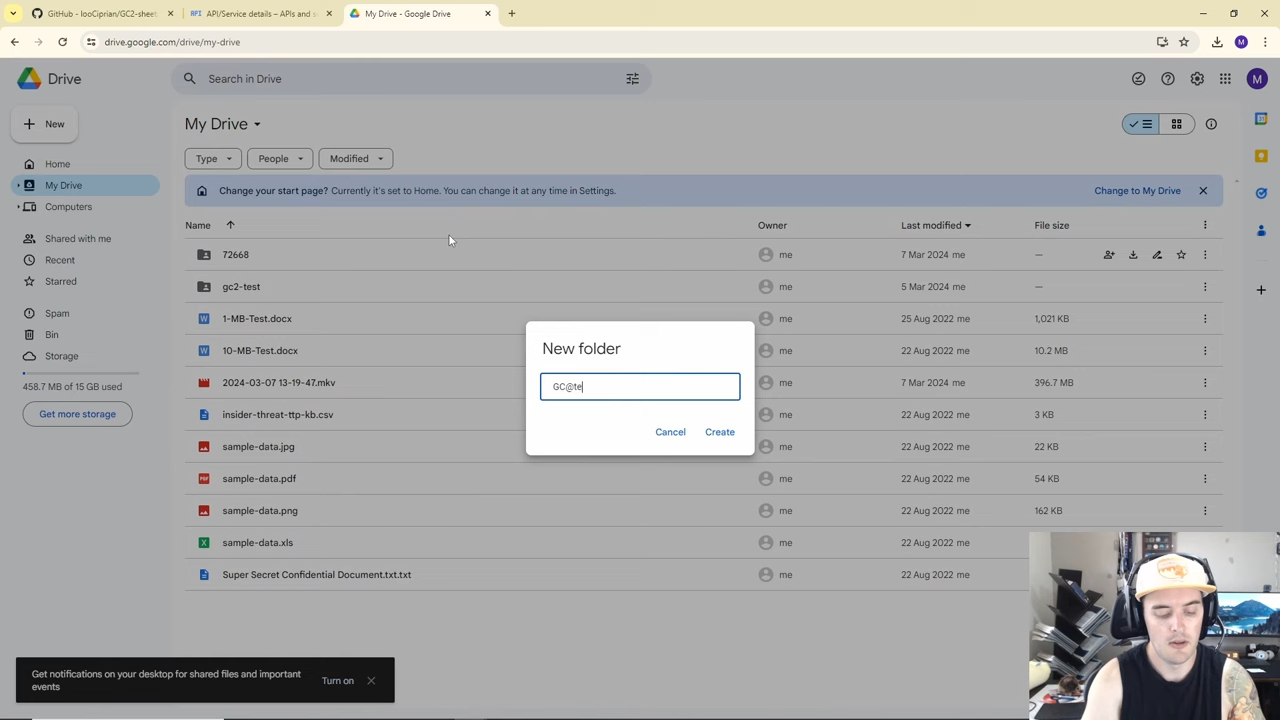 GitHub - looCiprian/GC2-sheet
API/Service details – APIs and s
My Drive - Google Drive
drive.google.com/drive/my-drive
M
Drive
Search in Drive
M
New
My Drive
Type
People
Modified
Home
My Drive
Computers
Shared with me
Recent
Starred
Spam
Bin
Storage
458.7 MB of 15 GB used
Get more storage
Change your start page? Currently it's set to Home. You can change it at any time in Settings.
Change to My Drive
Name Owner Last modified File size
72668 me 7 Mar 2024 me —
gc2-test me 5 Mar 2024 me —
1-MB-Test.docx me 25 Aug 2022 me 1,021 KB
10-MB-Test.docx me 22 Aug 2022 me 10.2 MB
2024-03-07 13-19-47.mkv me 7 Mar 2024 me 396.7 MB
insider-threat-ttp-kb.csv me 22 Aug 2022 me 3 KB
sample-data.jpg me 22 Aug 2022 me 22 KB
sample-data.pdf me 22 Aug 2022 me 54 KB
sample-data.png me 22 Aug 2022 me 162 KB
sample-data.xls me 22 Aug 2022 me
Super Secret Confidential Document.txt.txt me 22 Aug 2022 me
New folder
GC@te
Cancel
Create
Get notifications on your desktop for shared files and important
events
Turn on